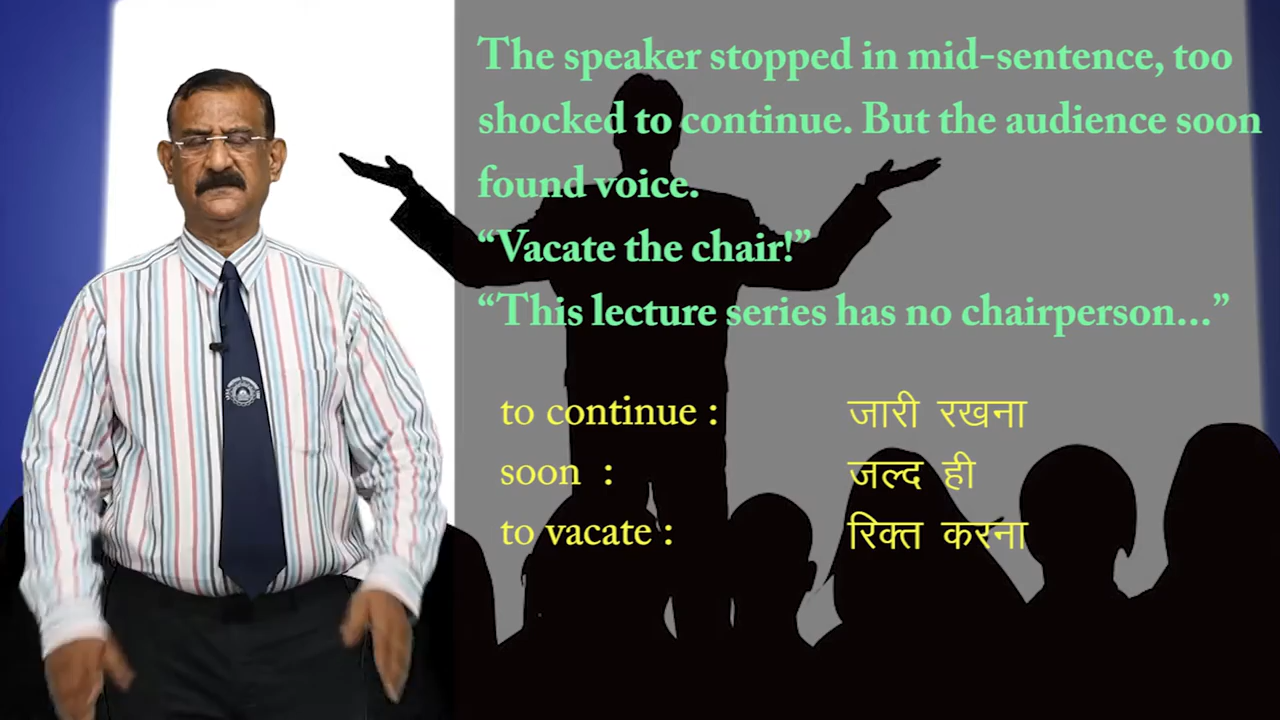 The speaker stopped in mid-sentence, too
shocked to continue. But the audience soon
found voice.
“Vacate the chair!”
“This lecture series has no chairperson...”
to continue : जारी रखना
soon : जल्द ही
to vacate : रिक्त करना